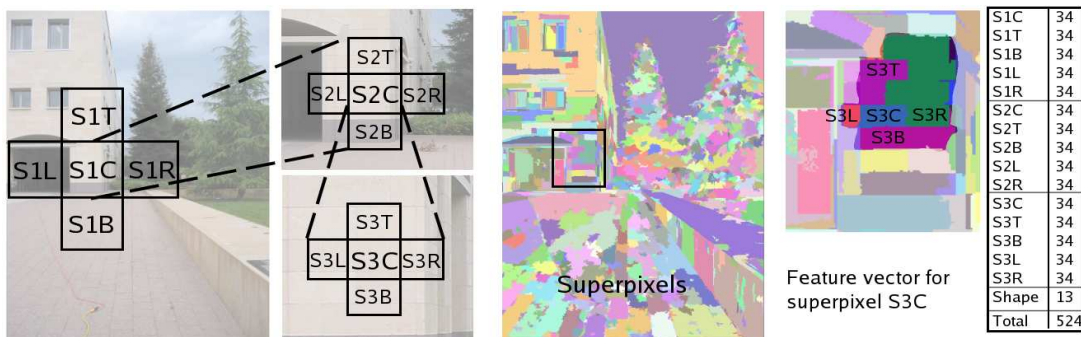 S1T
S1L S1C S1R
S1B
S2T
S2L S2C S2R
S2B
S3T
S3L S3C S3R
S3B
Superpixels
S3T
S3L S3C S3R
S3B
Feature vector for
superpixel S3C
S1C 34
S1T 34
S1B 34
S1L 34
S1R 34
S2C 34
S2T 34
S2B 34
S2L 34
S2R 34
S3C 34
S3T 34
S3B 34
S3L 34
S3R 34
Shape 13
Total 524